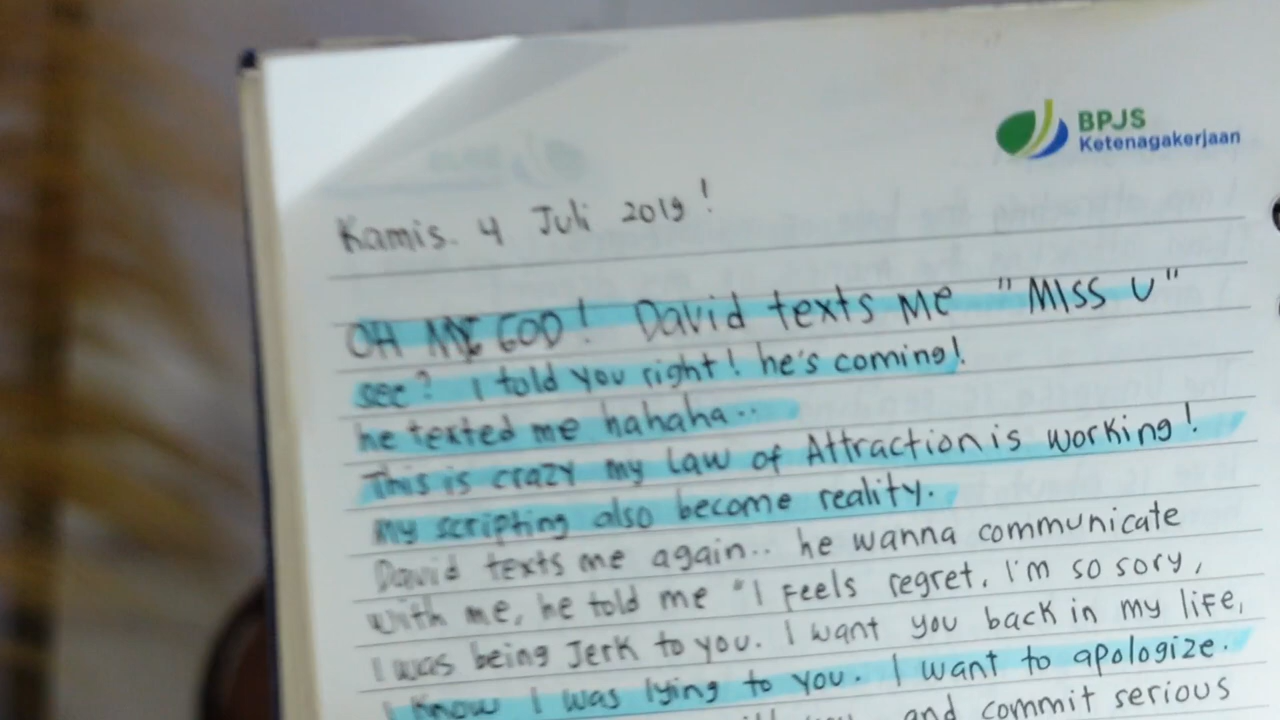 BPJS
Ketenagakerjaan
Kamis. 4 Juli 2019!
OH MY GOD! David texts Me "MISS U"
see? I told you right! he's coming!
he texted me hahaha..
This is crazy my Law of Attraction is working!
my scripting also become reality.
David texts me again.. he wanna communicate
with me, he told me "I Feels regret. I'm so sory,
I was being Jerk to you. I want you back in my life,
I Know I was lying to you. I want to apologize.
and commit serious